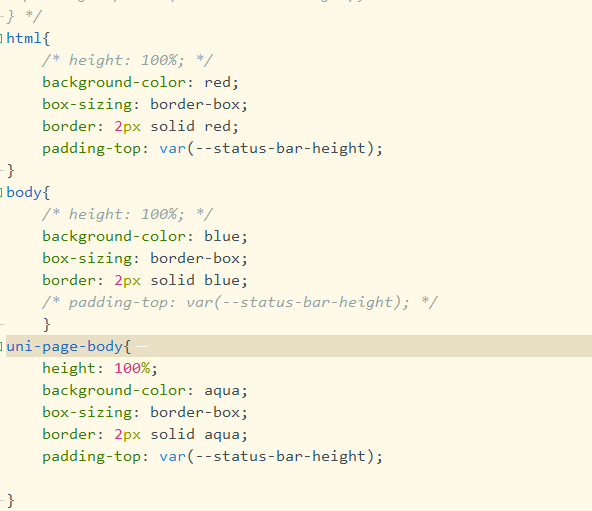 } */
html{
/* height: 100%; */
background-color: red;
box-sizing: border-box;
border: 2px solid red;
padding-top: var(--status-bar-height);
}
body{
/* height: 100%; */
background-color: blue;
box-sizing: border-box;
border: 2px solid blue;
/* padding-top: var(--status-bar-height); */
}
uni-page-body{
height: 100%;
background-color: aqua;
box-sizing: border-box;
border: 2px solid aqua;
padding-top: var(--status-bar-height);
}